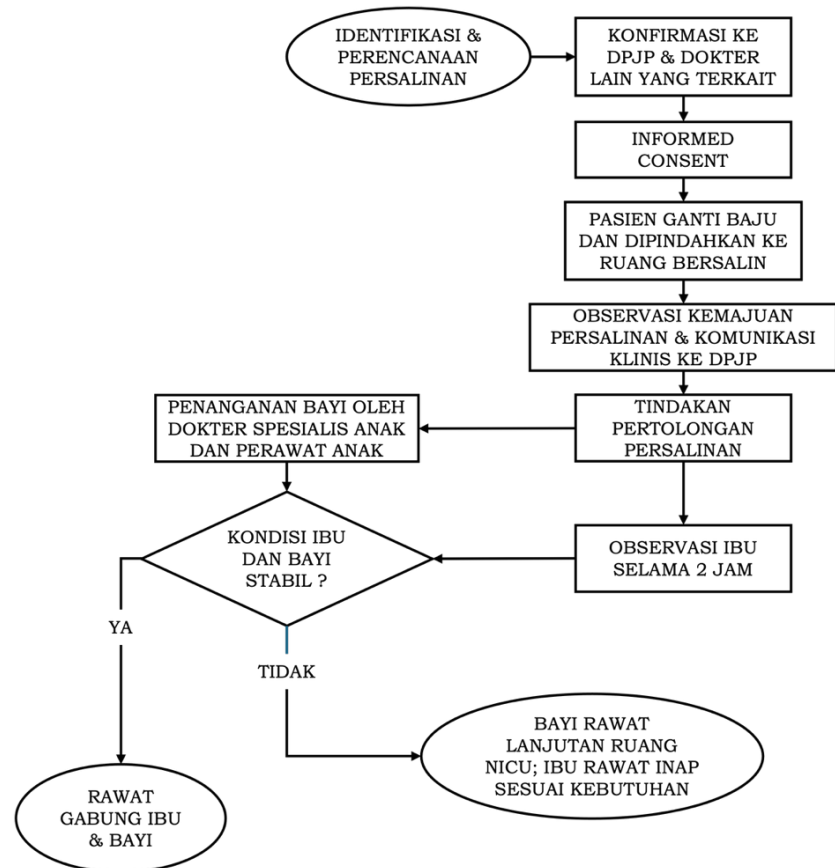 IDENTIFIKASI &
PERENCANAAN
PERSALINAN
KONFIRMASI KE
DPJP & DOKTER
LAIN YANG TERKAIT
INFORMED
CONSENT
PASIEN GANTI BAJU
DAN DIPINDAHKAN KE
RUANG BERSALIN
OBSERVASI KEMAJUAN
PERSALINAN & KOMUNIKASI
KLINIS KE DPJP
TINDAKAN
PERTOLONGAN
PERSALINAN
PENANGANAN BAYI OLEH
DOKTER SPESIALIS ANAK
DAN PERAWAT ANAK
OBSERVASI IBU
SELAMA 2 JAM
KONDISI IBU
DAN BAYI
STABIL ?
YA
TIDAK
BAYI RAWAT
LANJUTAN RUANG
NICU; IBU RAWAT INAP
SESUAI KEBUTUHAN
RAWAT
GABUNG IBU
& BAYI